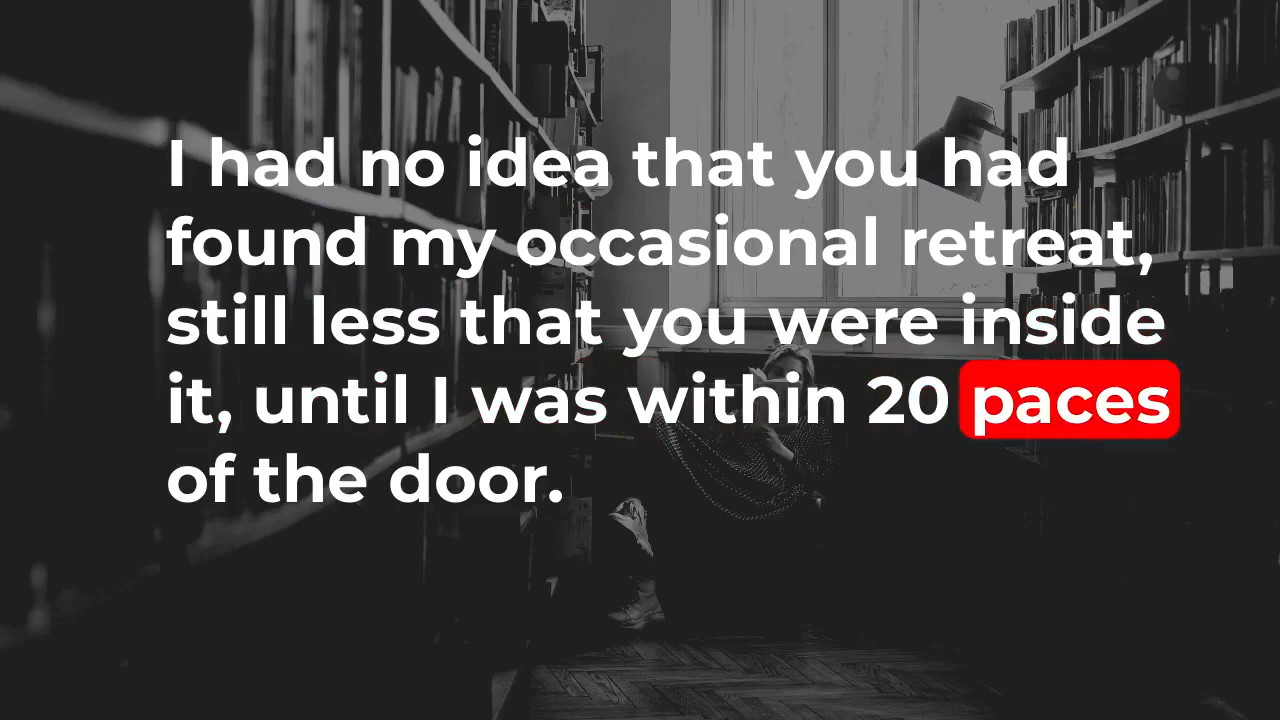 I had no idea that you had
found my occasional retreat,
still less that you were inside
it, until I was within 20 paces
of the door.